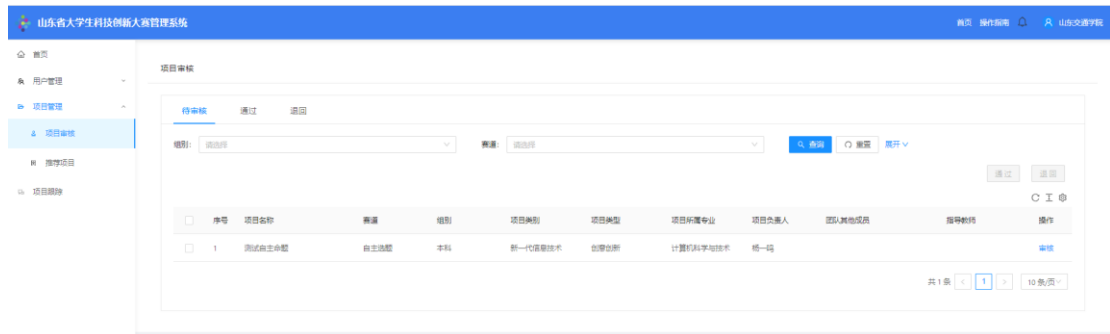 山东省大学生科技创新大赛管理系统 首页 操作指南 山东交通学院
首页
用户管理
项目管理
项目审核
推荐项目
项目跟踪
项目审核
待审核 通过 退回
组别: 请选择 赛道: 请选择 查询 重置 展开
通过 退回
序号 项目名称 赛道 组别 项目类别 项目类型 项目所属专业 项目负责人 团队其他成员 指导教师 操作
1 测试自主命题 自主选题 本科 新一代信息技术 创意创新 计算机科学与技术 杨一鸣 审核
共 1 条 < 1 > 10 条/页